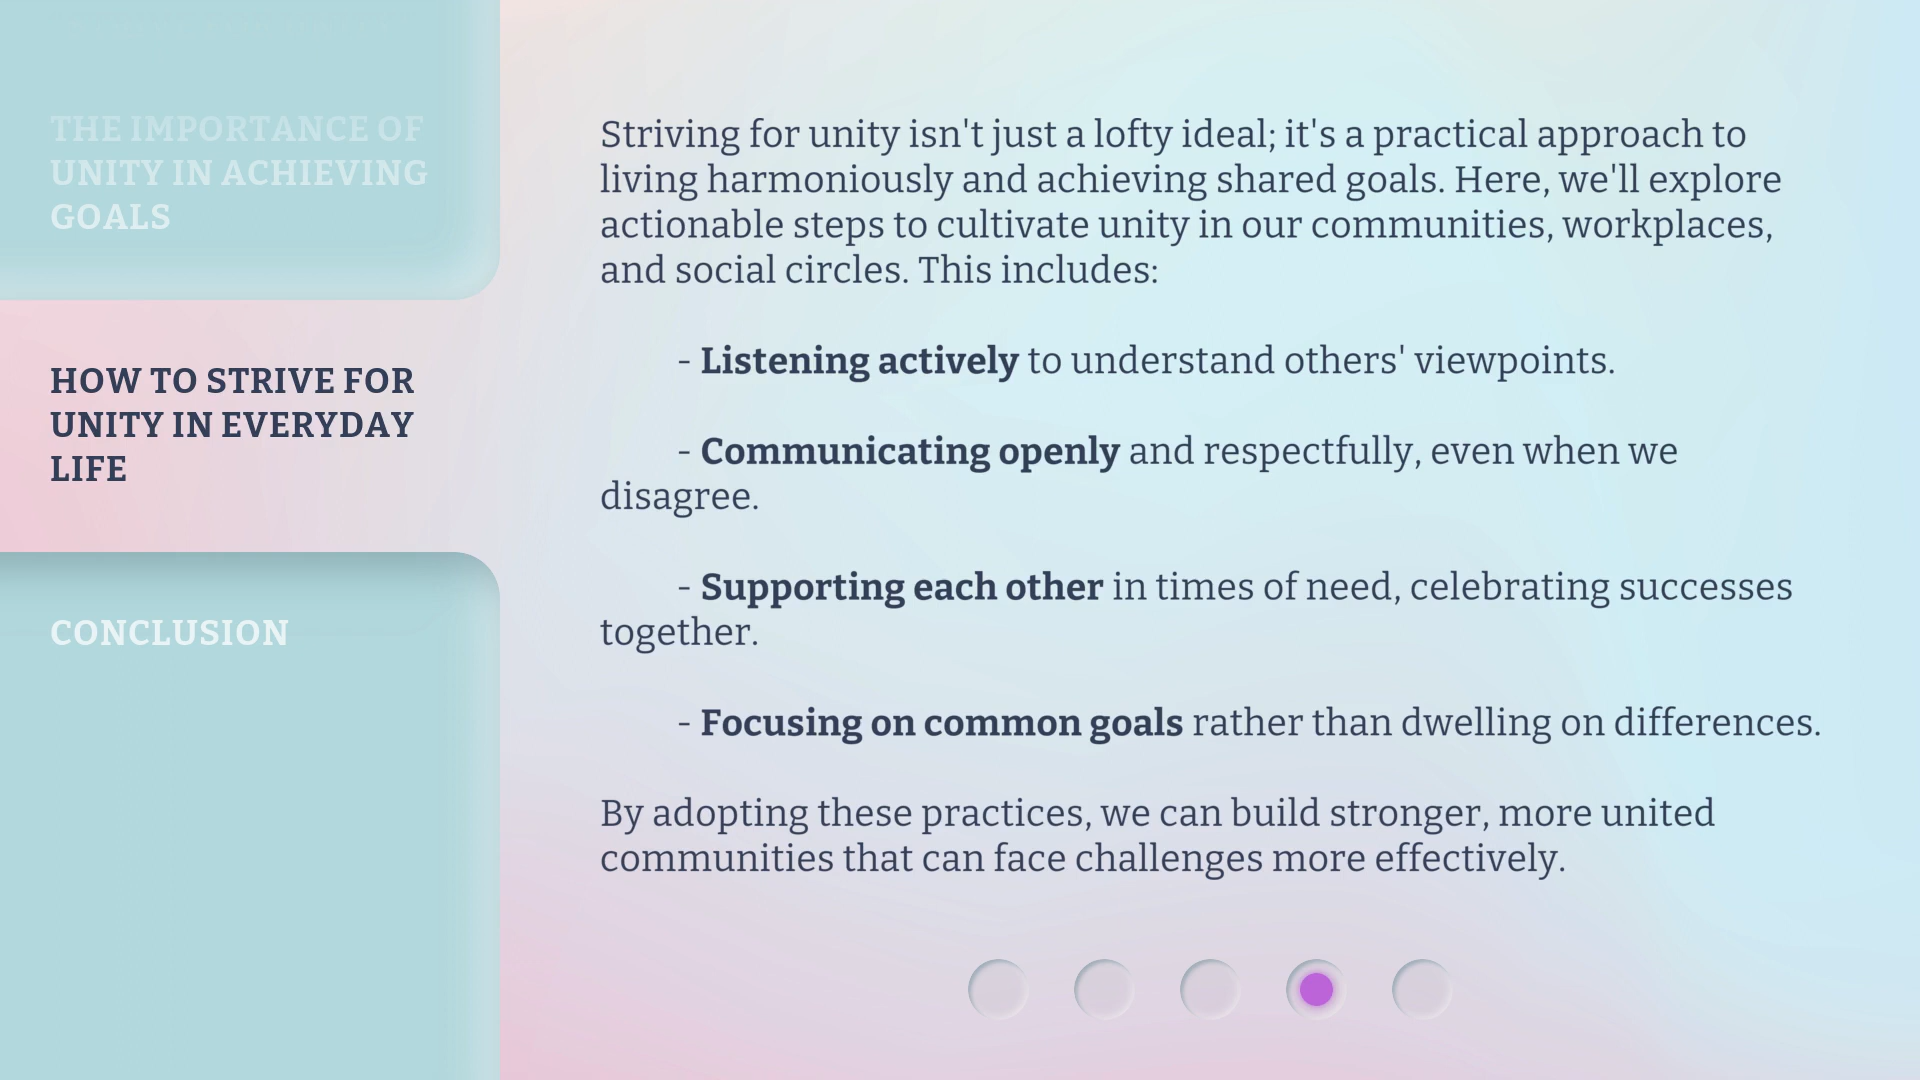 THE IMPORTANCE OF
UNITY IN ACHIEVING
GOALS
HOW TO STRIVE FOR
UNITY IN EVERYDAY
LIFE
CONCLUSION
Striving for unity isn't just a lofty ideal; it's a practical approach to
living harmoniously and achieving shared goals. Here, we'll explore
actionable steps to cultivate unity in our communities, workplaces,
and social circles. This includes:
- Listening actively to understand others' viewpoints.
- Communicating openly and respectfully, even when we
disagree.
- Supporting each other in times of need, celebrating successes
together.
- Focusing on common goals rather than dwelling on differences.
By adopting these practices, we can build stronger, more united
communities that can face challenges more effectively.